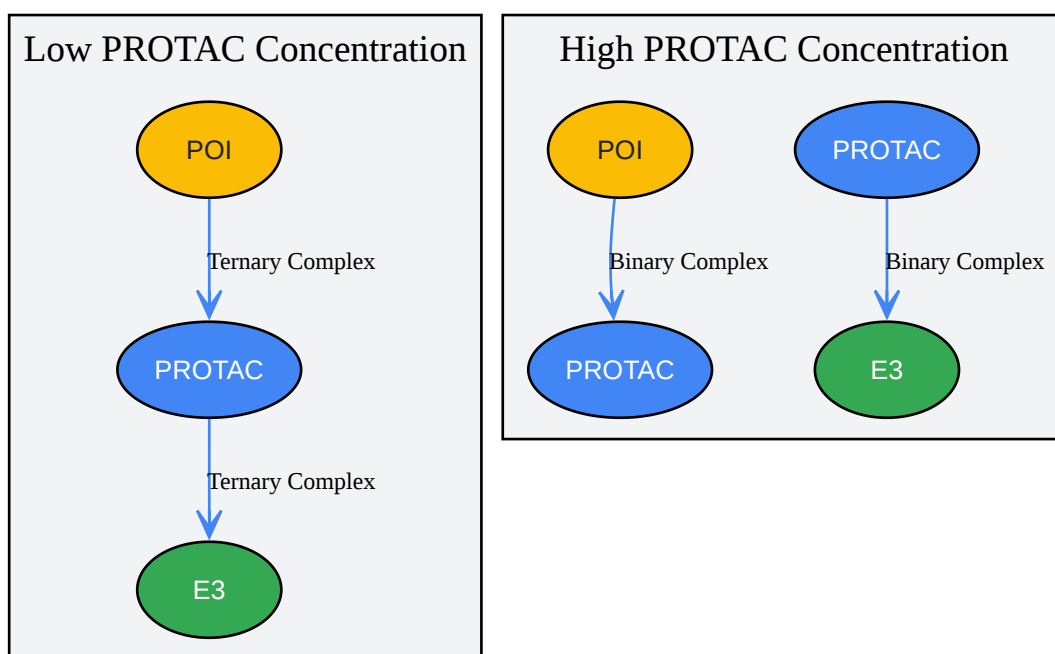 Low PROTAC Concentration
POI
Ternary Complex
PROTAC
Ternary Complex
E3
High PROTAC Concentration
POI
PROTAC
Binary Complex
Binary Complex
PROTAC
E3